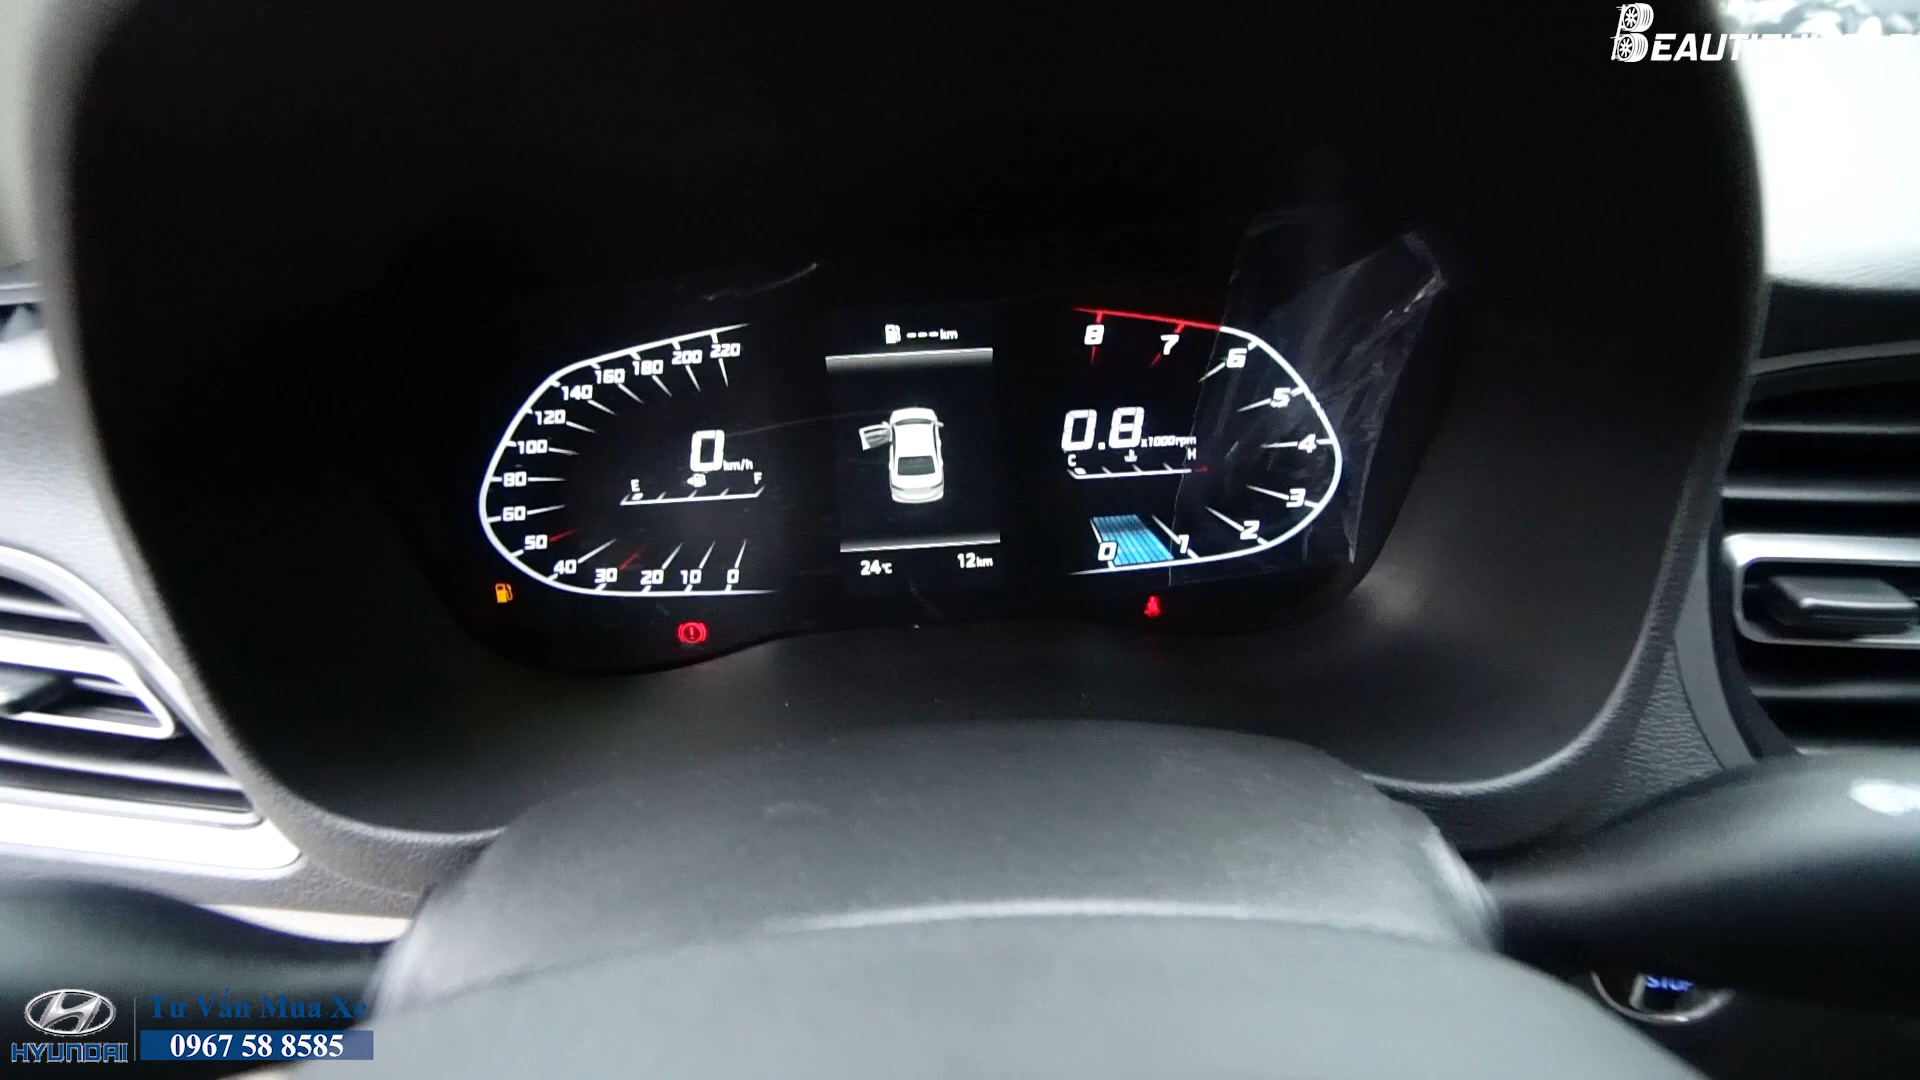 BEAUTIFUL
--- km
220
200
180
160
140
120
100
80
60
50
40
30
20
10
0
0 km/h
E F
24°C
12km
8
7
6
5
4
3
2
1
0
0.8 x1000rpm
C H
STOP
HYUNDAI
Tư Vấn Mua Xe
0967 58 8585